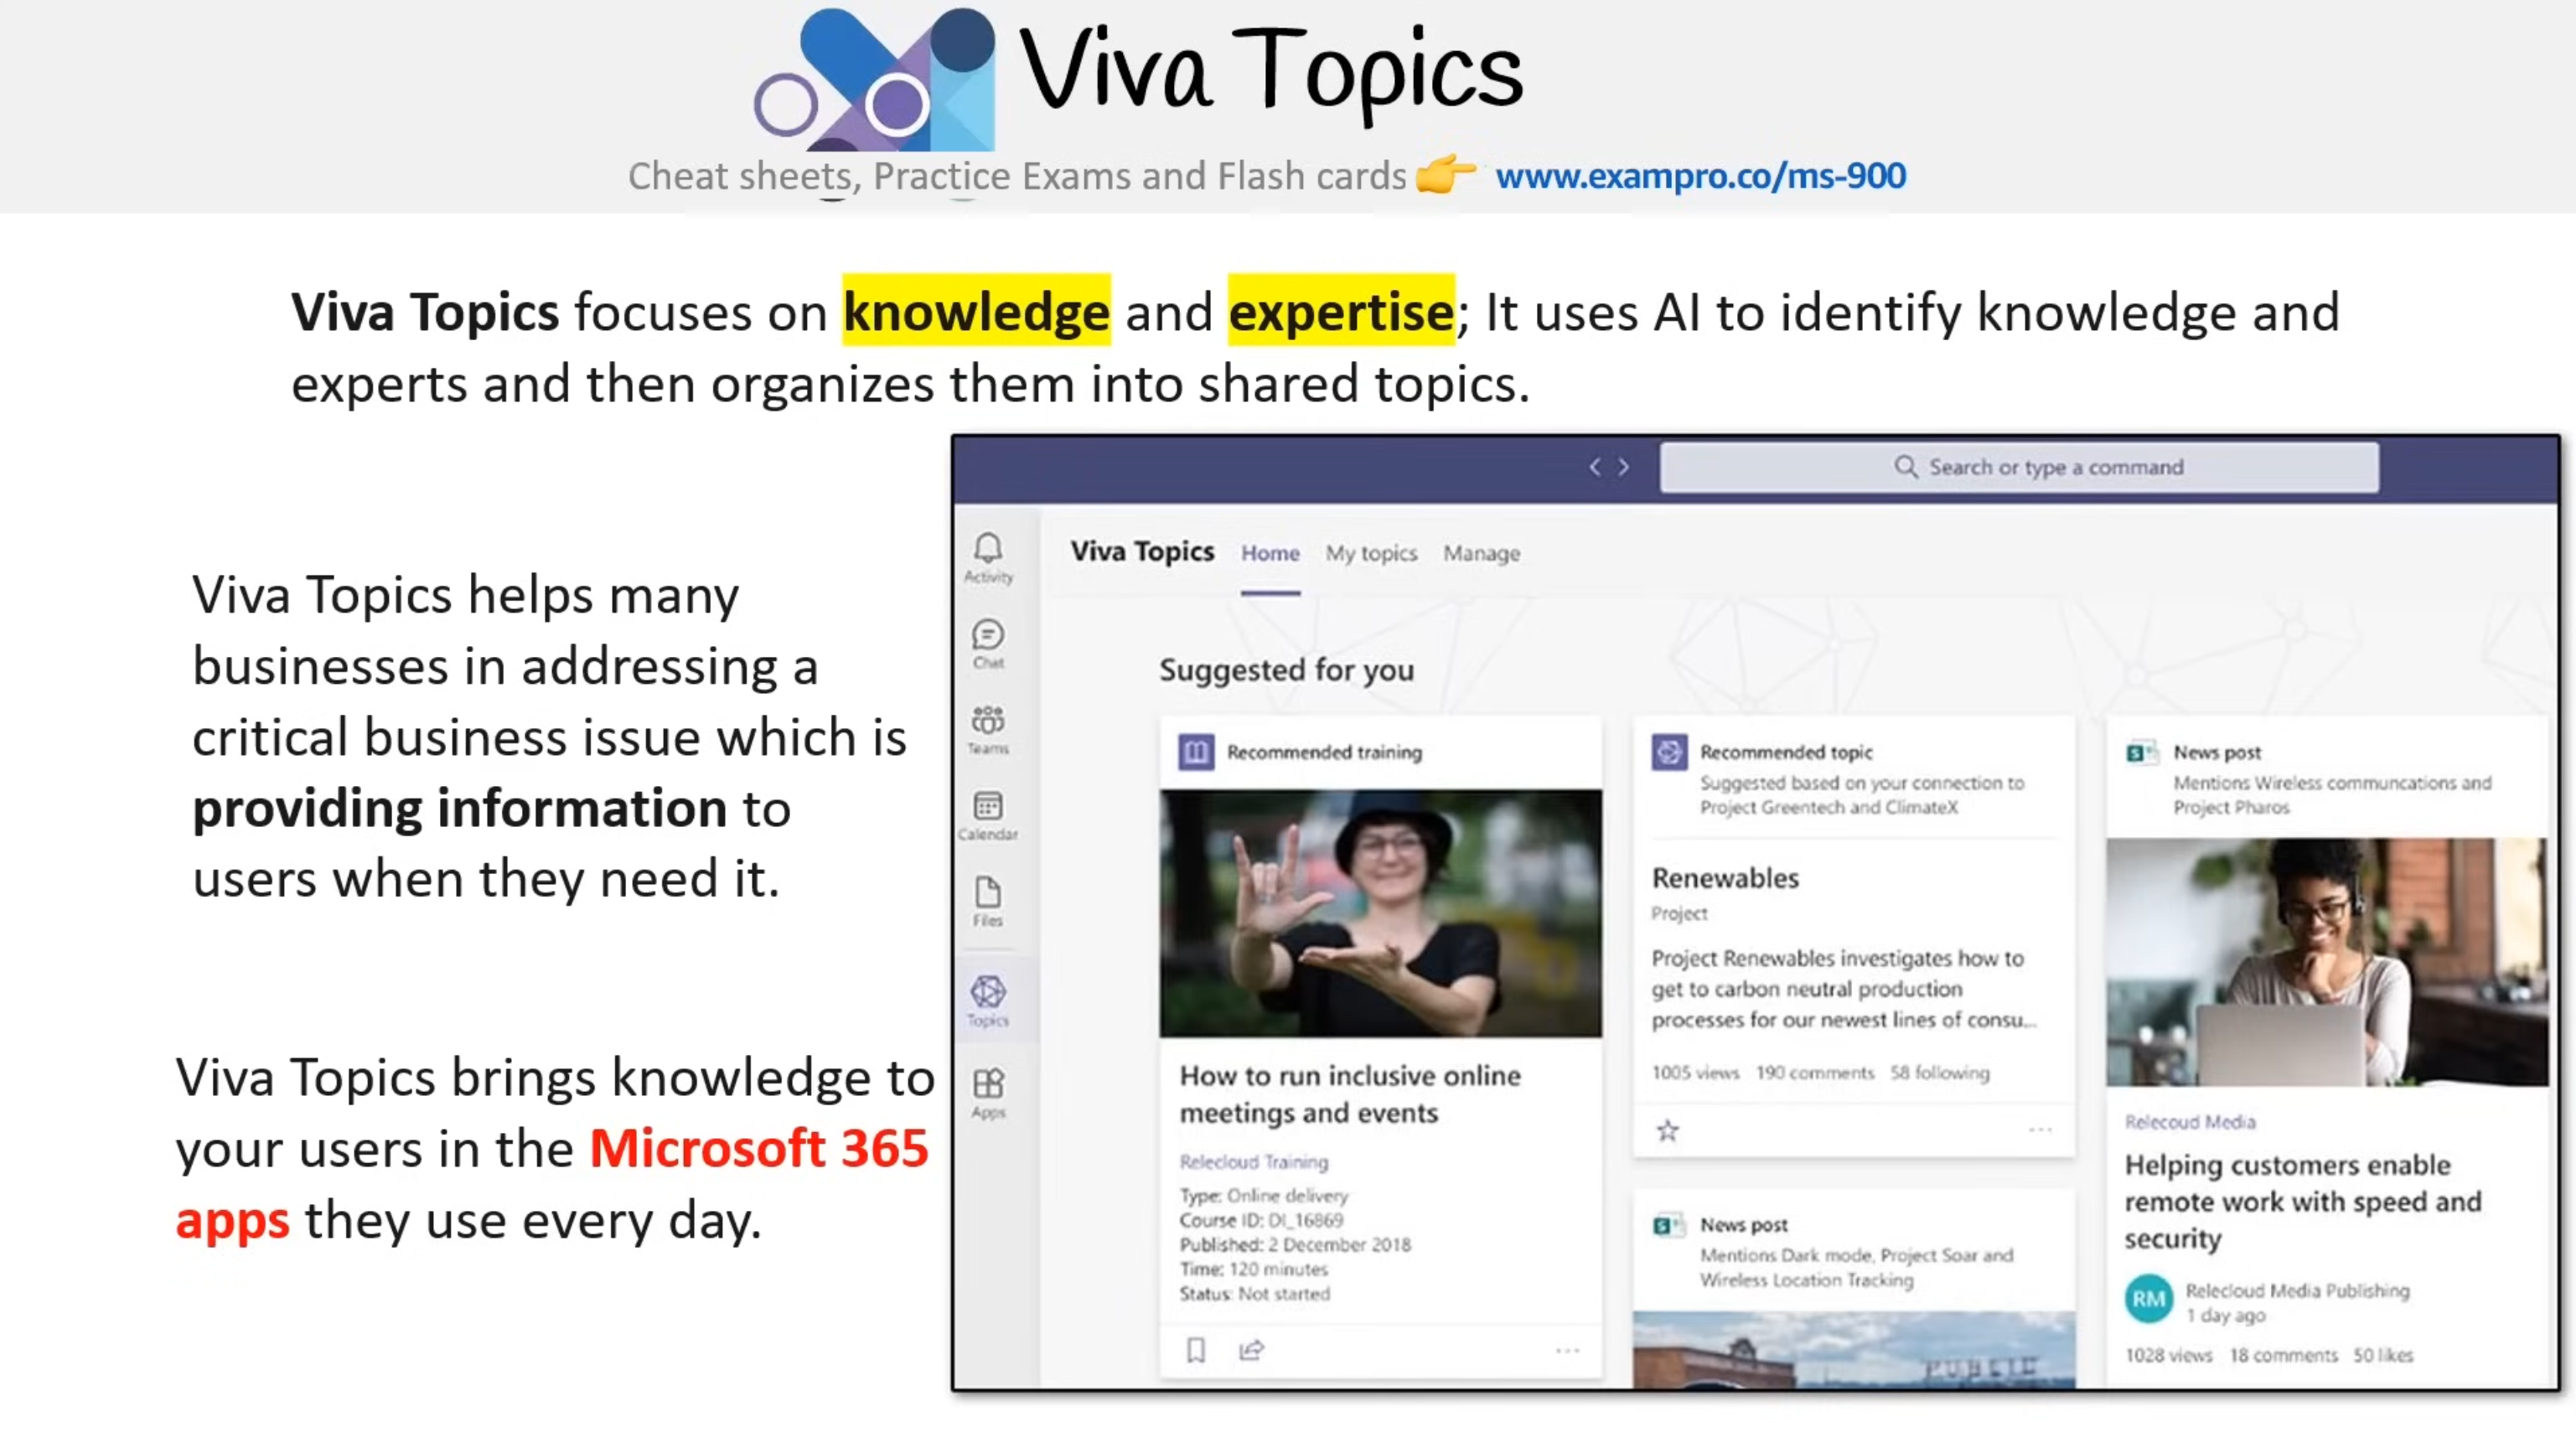 Viva Topics
Cheat sheets, Practice Exams and Flash cards 👉 www.exampro.co/ms-900
Viva Topics focuses on knowledge and expertise; It uses AI to identify knowledge and
experts and then organizes them into shared topics.
Viva Topics helps many
businesses in addressing a
critical business issue which is
providing information to
users when they need it.
Viva Topics brings knowledge to
your users in the Microsoft 365
apps they use every day.
Search or type a command
Activity
Chat
Teams
Calendar
Files
Topics
Apps
Viva Topics Home My topics Manage
Suggested for you
Recommended training
How to run inclusive online
meetings and events
Relecloud Training
Type: Online delivery
Course ID: DI_16869
Published: 2 December 2018
Time: 120 minutes
Status: Not started
Recommended topic
Suggested based on your connection to
Project Greentech and ClimateX
Renewables
Project
Project Renewables investigates how to
get to carbon neutral production
processes for our newest lines of consu...
1005 views 190 comments 58 following
News post
Mentions Dark mode, Project Soar and
Wireless Location Tracking
PUBLIC
News post
Mentions Wireless communcations and
Project Pharos
Relecoud Media
Helping customers enable
remote work with speed and
security
RM
Relecloud Media Publishing
1 day ago
1028 views 18 comments 50 likes